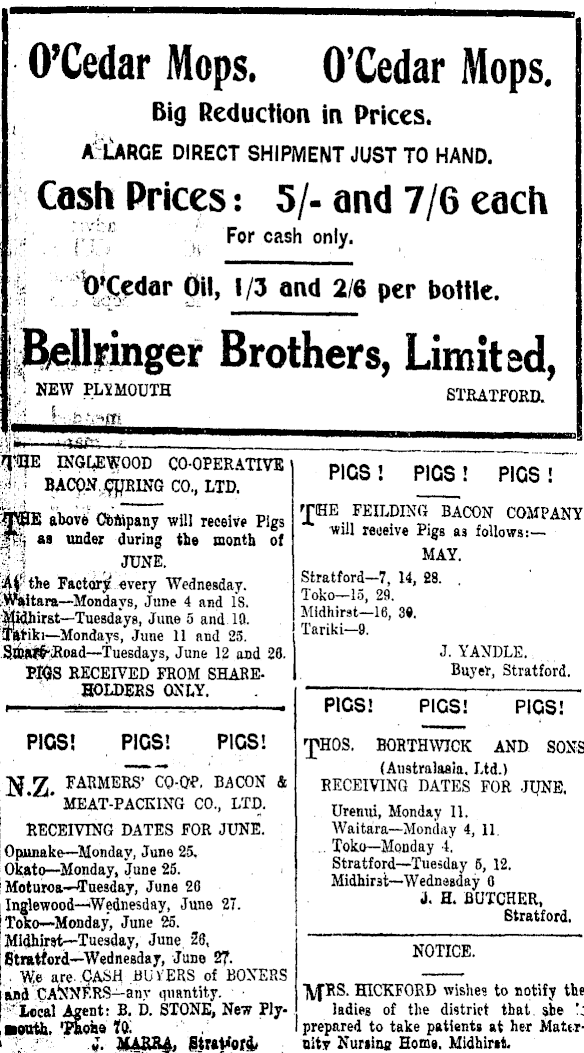 O'Cedar Mops. O'Cedar Mops.
Big Reduction in Prices.
A LARGE DIRECT SHIPMENT JUST TO HAND.
Cash Prices: 5/- and 7/6 each
For cash only.
O'Cedar Oil, 1/3 and 2/6 per bottle.
Bellringer Brothers, Limited,
NEW PLYMOUTH STRATFORD.
THE INGLEWOOD CO-OPERATIVE
BACON CURING CO., LTD.
THE above Company will receive Pigs
as under during the month of
JUNE.
At the Factory every Wednesday.
Waitara—Mondays, June 4 and 18.
Midhirst—Tuesdays, June 5 and 19.
Tariki—Mondays, June 11 and 25.
Smart Road—Tuesdays, June 12 and 26.
PIGS RECEIVED FROM SHARE-
HOLDERS ONLY.
PIGS! PIGS! PIGS!
N.Z. FARMERS' CO-OP. BACON &
MEAT-PACKING CO., LTD.
RECEIVING DATES FOR JUNE.
Opunake—Monday, June 25.
Okato—Monday, June 25.
Moturoa—Tuesday, June 26
Inglewood—Wednesday, June 27.
Toko—Monday, June 25.
Midhirst—Tuesday, June 26,
Stratford—Wednesday, June 27.
We are CASH BUYERS of BONERS
and CANNERS—any quantity.
Local Agent: B. D. STONE, New Ply-
mouth. 'Phone 70.
J. MARRA, Stratford.
PIGS! PIGS! PIGS!
THE FEILDING BACON COMPANY
will receive Pigs as follows:—
MAY.
Stratford—7, 14, 28.
Toko—15, 29.
Midhirst—16, 30.
Tariki—9.
J. YANDLE.
Buyer, Stratford.
PIGS! PIGS! PIGS!
THOS. BORTHWICK AND SONS
(Australasia, Ltd.)
RECEIVING DATES FOR JUNE.
Urenui, Monday 11.
Waitara—Monday 4, 11.
Toko—Monday 4.
Stratford—Tuesday 5, 12.
Midhirst—Wednesday 6
J. H. BUTCHER,
Stratford.
NOTICE.
MRS. HICKFORD wishes to notify the
ladies of the district that she
prepared to take patients at her Mater-
nity Nursing Home, Midhirst.